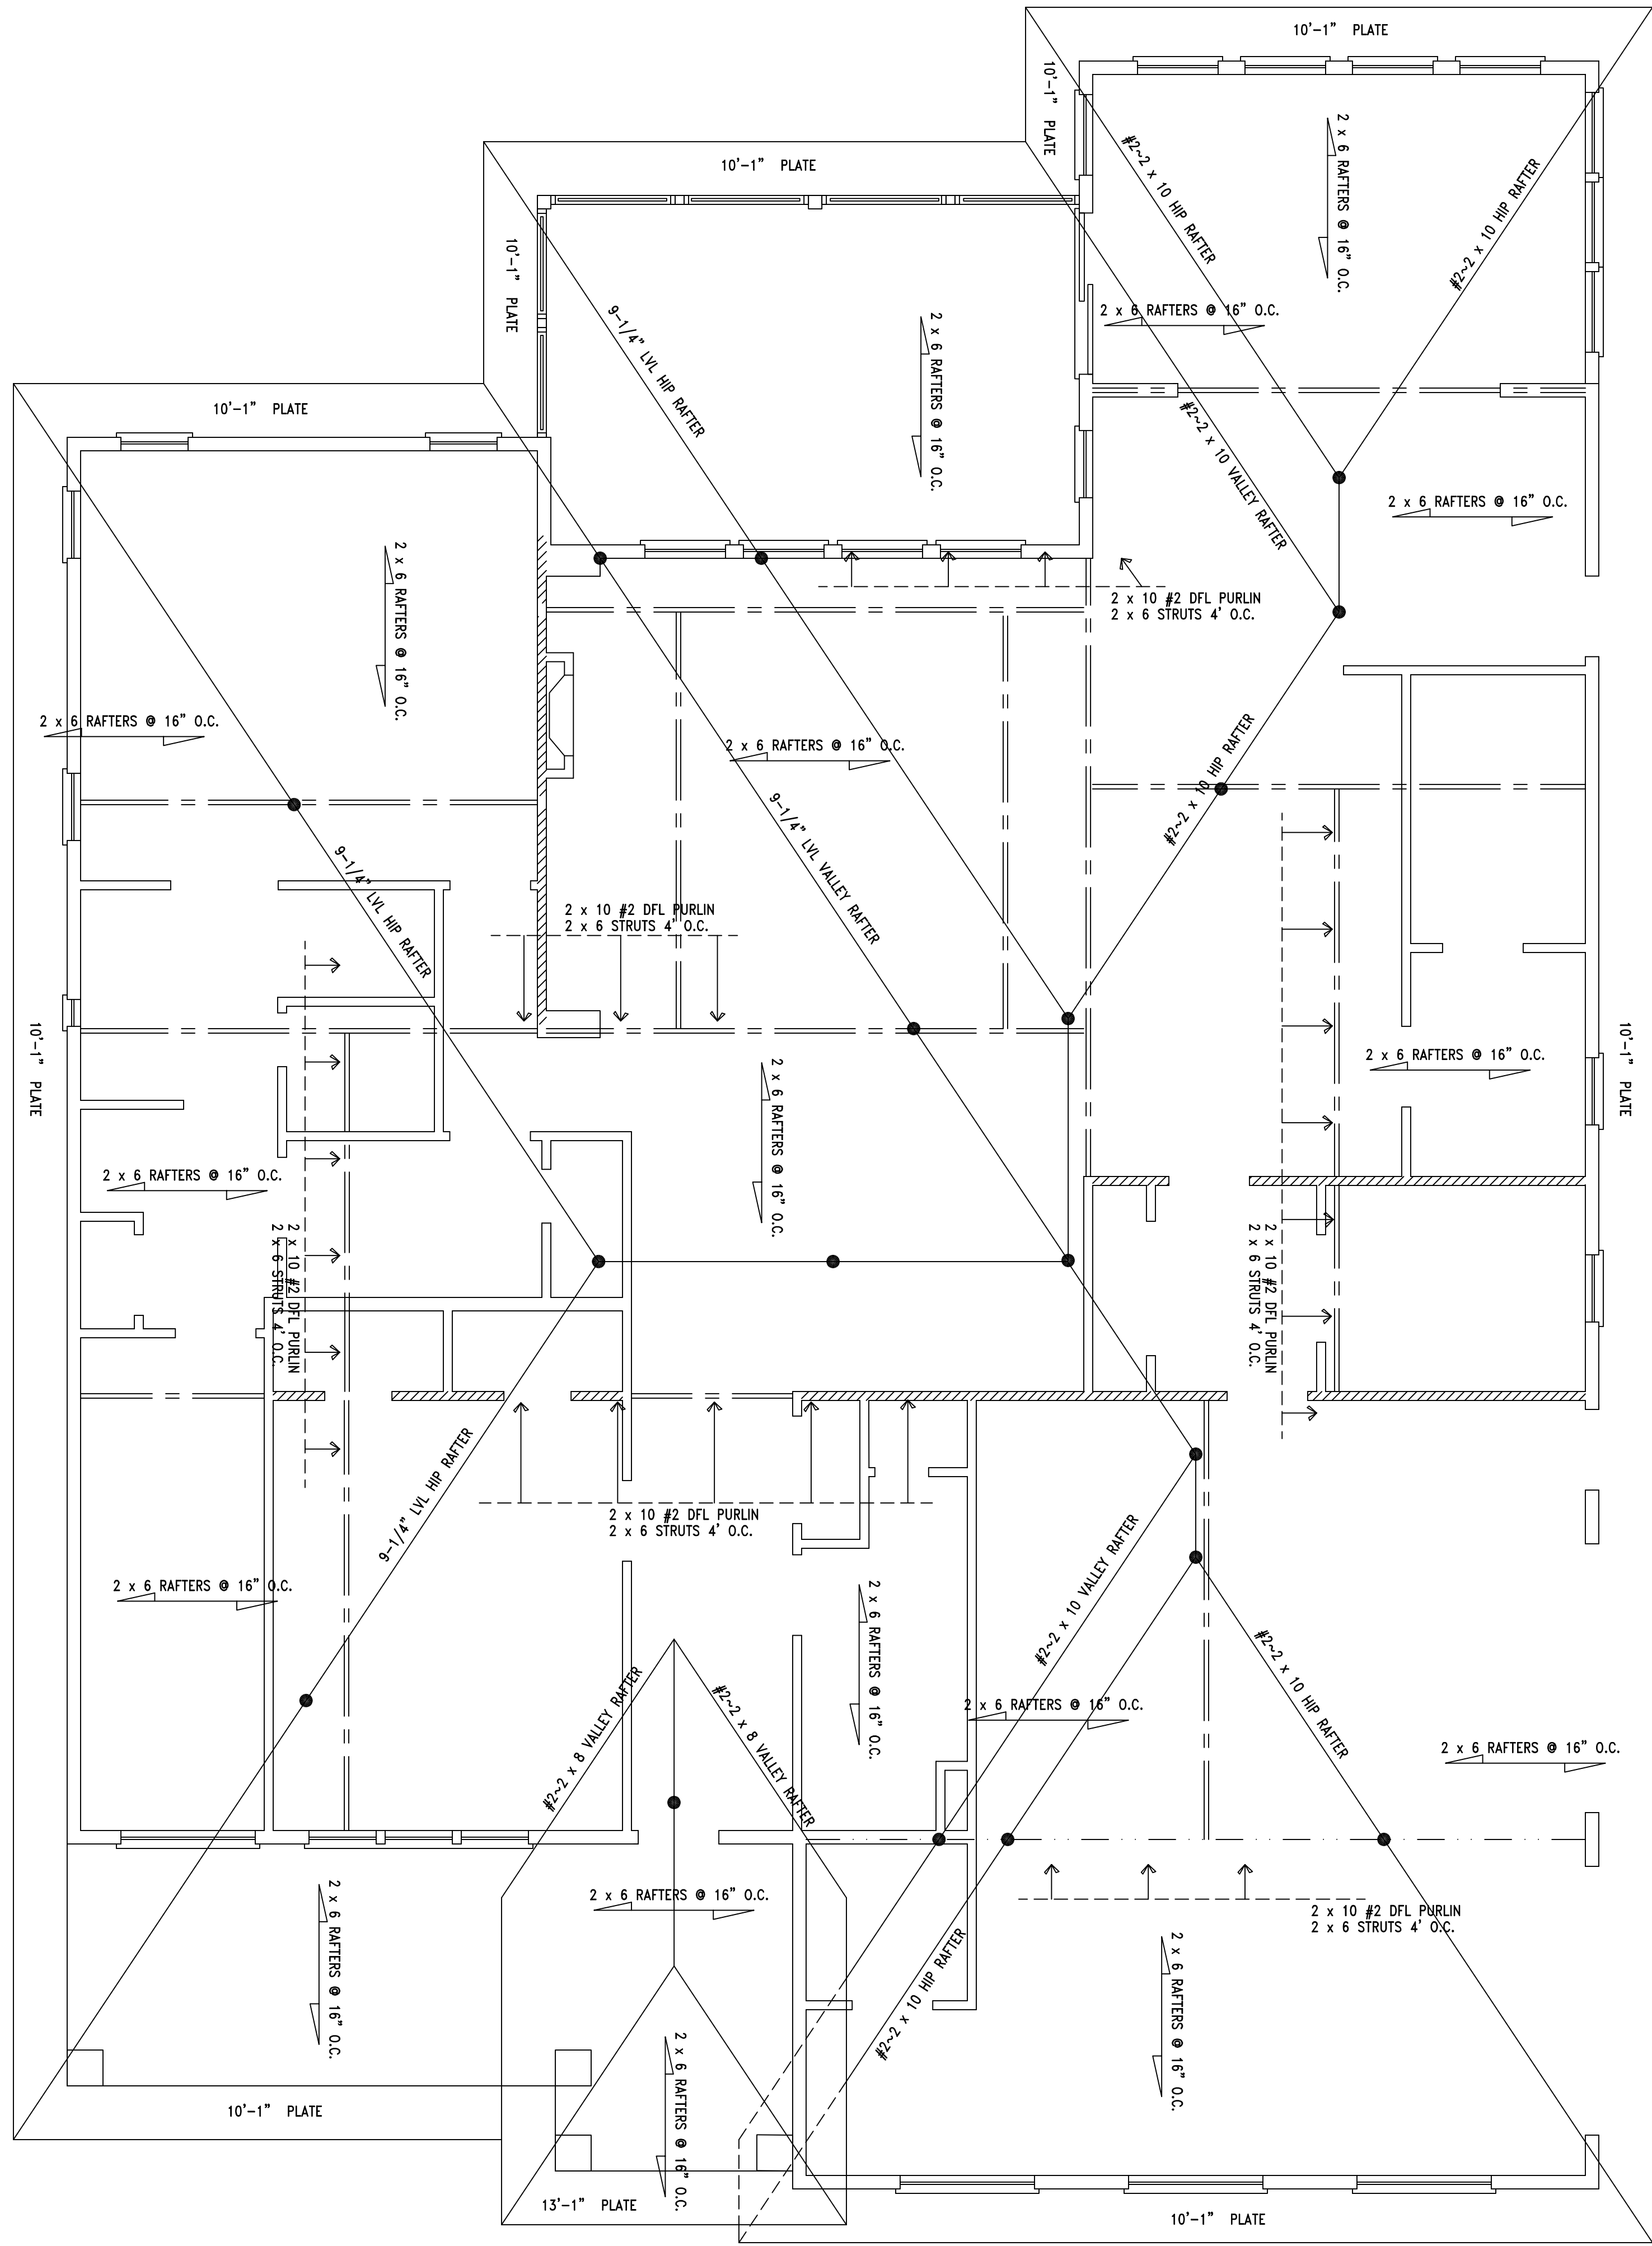 10'-1" PLATE
10'-1" PLATE
10'-1" PLATE
2 x 6 RAFTERS @ 16" O.C.
#2~2 x 10 HIP RAFTER
#2~2 x 10 HIP RAFTER
10'-1" PLATE
2 x 6 RAFTERS @ 16" O.C.
9-1/4" LVL HIP RAFTER
2 x 6 RAFTERS @ 16" O.C.
10'-1" PLATE
#2~2 x 10 VALLEY RAFTER
2 x 6 RAFTERS @ 16" O.C.
2 x 6 RAFTERS @ 16" O.C.
2 x 10 #2 DFL PURLIN
2 x 6 STRUTS 4' O.C.
2 x 6 RAFTERS @ 16" O.C.
2 x 6 RAFTERS @ 16" O.C.
#2~2 x 10 HIP RAFTER
9-1/4" LVL VALLEY RAFTER
9-1/4" LVL HIP RAFTER
2 x 10 #2 DFL PURLIN
2 x 6 STRUTS 4' O.C.
10'-1" PLATE
10'-1" PLATE
2 x 6 RAFTERS @ 16" O.C.
2 x 6 RAFTERS @ 16" O.C.
2 x 6 RAFTERS @ 16" O.C.
2 x 10 #2 DFL PURLIN
2 x 6 STRUTS 4' O.C.
2 x 10 #2 DFL PURLIN
2 x 6 STRUTS 4' O.C.
9-1/4" LVL HIP RAFTER
2 x 10 #2 DFL PURLIN
2 x 6 STRUTS 4' O.C.
#2~2 x 10 VALLEY RAFTER
2 x 6 RAFTERS @ 16" O.C.
2 x 6 RAFTERS @ 16" O.C.
#2~2 x 10 HIP RAFTER
#2~2 x 8 VALLEY RAFTER
#2~2 x 8 VALLEY RAFTER
2 x 6 RAFTERS @ 16" O.C.
2 x 6 RAFTERS @ 16" O.C.
2 x 6 RAFTERS @ 16" O.C.
2 x 6 RAFTERS @ 16" O.C.
2 x 10 #2 DFL PURLIN
2 x 6 STRUTS 4' O.C.
#2~2 x 10 HIP RAFTER
2 x 6 RAFTERS @ 16" O.C.
2 x 6 RAFTERS @ 16" O.C.
10'-1" PLATE
13'-1" PLATE
10'-1" PLATE